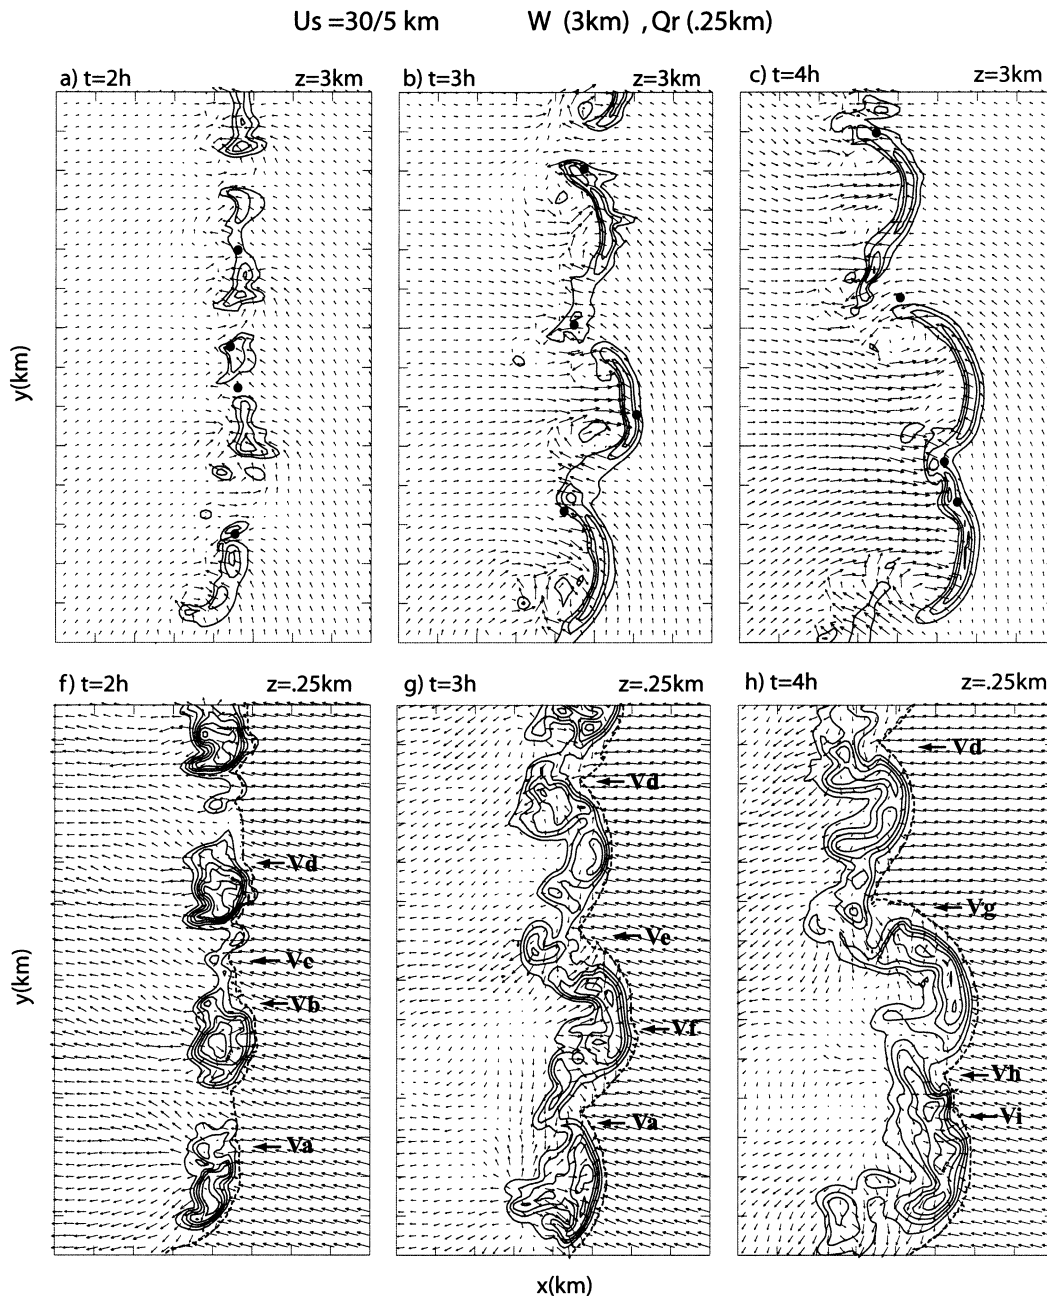 Us =30/5 km W (3km) , Qr (.25km)
a) t=2h z=3km
b) t=3h z=3km
c) t=4h z=3km
y(km)
f) t=2h z=.25km
g) t=3h z=.25km
h) t=4h z=.25km
Vd
Vc
Vb
Va
Vd
Ve
Vf
Va
Vd
Vg
Vh
Vi
y(km)
x(km)